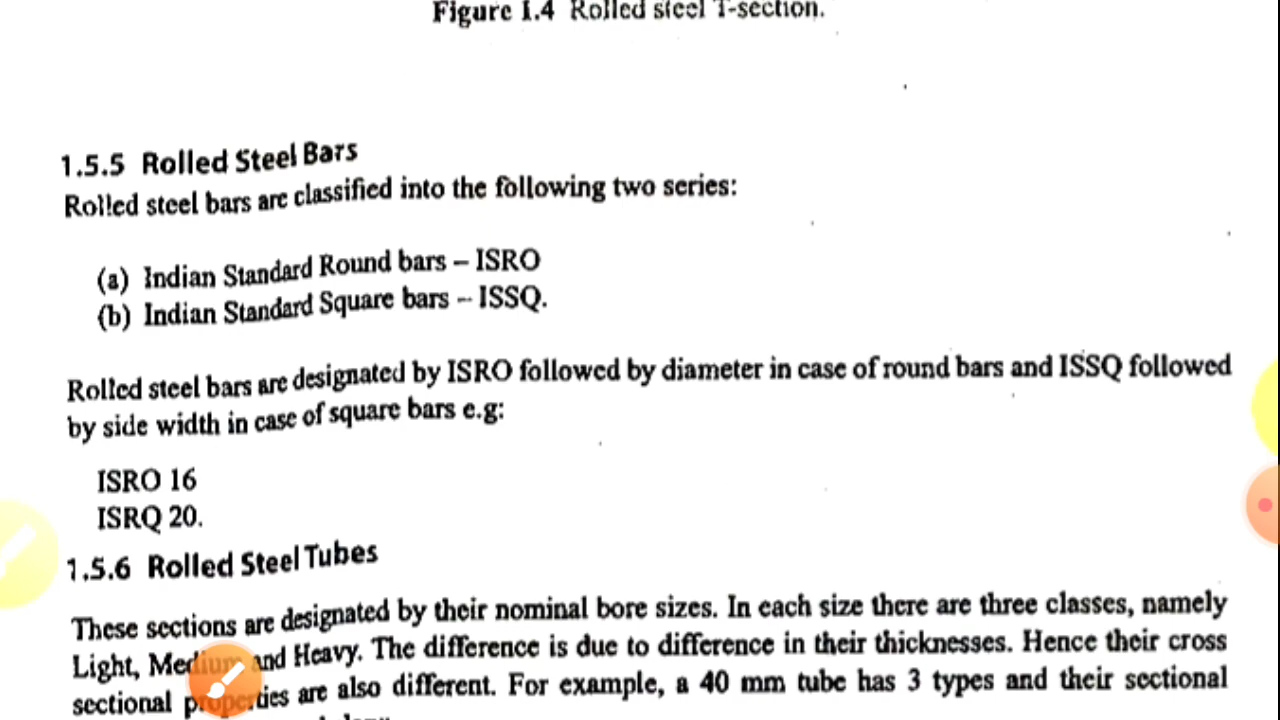 Figure 1.4 Rolled steel T-section.
1.5.5 Rolled Steel Bars
Rolled steel bars are classified into the following two series:
(a) Indian Standard Round bars – ISRO
(b) Indian Standard Square bars – ISSQ.
Rolled steel bars are designated by ISRO followed by diameter in case of round bars and ISSQ followed
by side width in case of square bars e.g:
ISRO 16
ISRQ 20.
1.5.6 Rolled Steel Tubes
These sections are designated by their nominal bore sizes. In each size there are three classes, namely
Light, Medium and Heavy. The difference is due to difference in their thicknesses. Hence their cross
sectional properties are also different. For example, a 40 mm tube has 3 types and their sectional